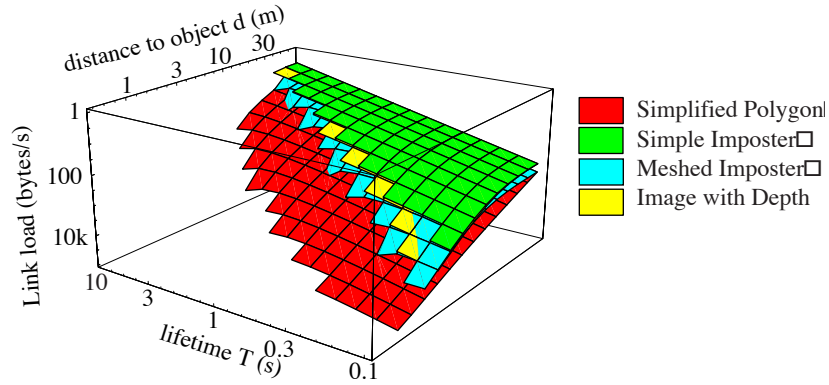 distance to object d (m)
1
3
10
30
1
100
10k
Link load (bytes/s)
10
3
1
0.3
0.1
lifetime T (s)
Simplified Polygon
Simple Imposter□
Meshed Imposter□
Image with Depth